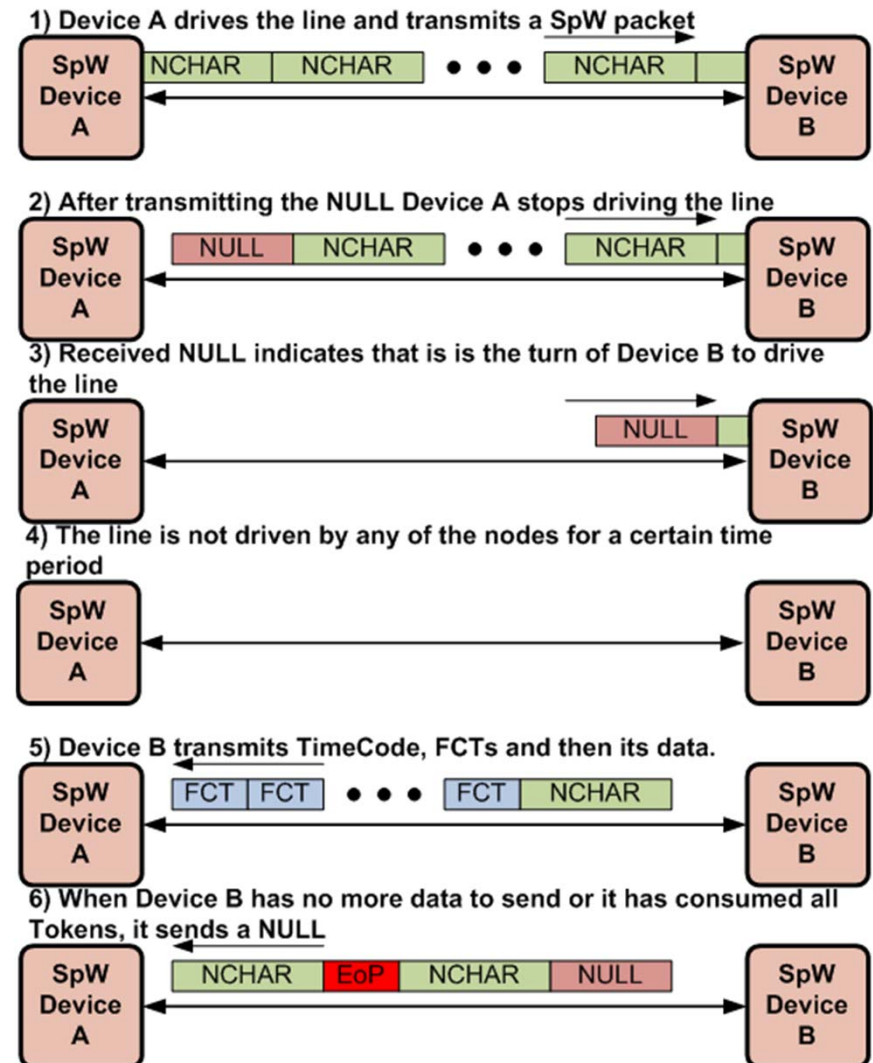 1) Device A drives the line and transmits a SpW packet
SpW Device A
NCHAR NCHAR ● ● ● NCHAR
SpW Device B
2) After transmitting the NULL Device A stops driving the line
SpW Device A
NULL NCHAR ● ● ● NCHAR
SpW Device B
3) Received NULL indicates that is is the turn of Device B to drive
the line
SpW Device A
NULL
SpW Device B
4) The line is not driven by any of the nodes for a certain time
period
SpW Device A
SpW Device B
5) Device B transmits TimeCode, FCTs and then its data.
SpW Device A
FCT FCT ● ● ● FCT NCHAR
SpW Device B
6) When Device B has no more data to send or it has consumed all
Tokens, it sends a NULL
SpW Device A
NCHAR EoP NCHAR NULL
SpW Device B